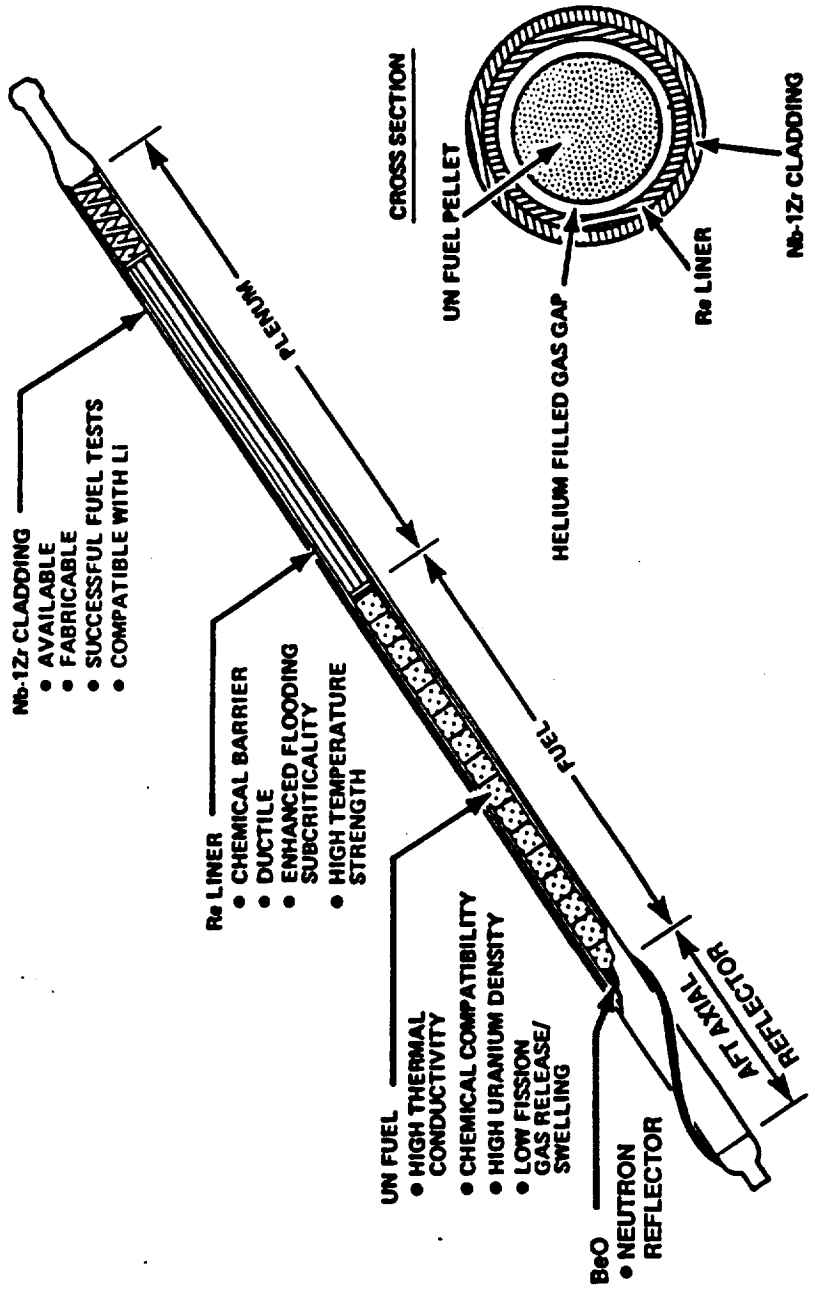 Nb-1Zr CLADDING
• AVAILABLE
• FABRICABLE
• SUCCESSFUL FUEL TESTS
• COMPATIBLE WITH Li
Re LINER
• CHEMICAL BARRIER
• DUCTILE
• ENHANCED FLOODING
SUBCRITICALITY
• HIGH TEMPERATURE
STRENGTH
UN FUEL
• HIGH THERMAL
CONDUCTIVITY
• CHEMICAL COMPATIBILITY
• HIGH URANIUM DENSITY
• LOW FISSION
GAS RELEASE/
SWELLING
BeO
• NEUTRON
REFLECTOR
PLENUM
FUEL
AFT AXIAL
REFLECTOR
CROSS SECTION
UN FUEL PELLET
HELIUM FILLED GAS GAP
Re LINER
Nb-1Zr CLADDING